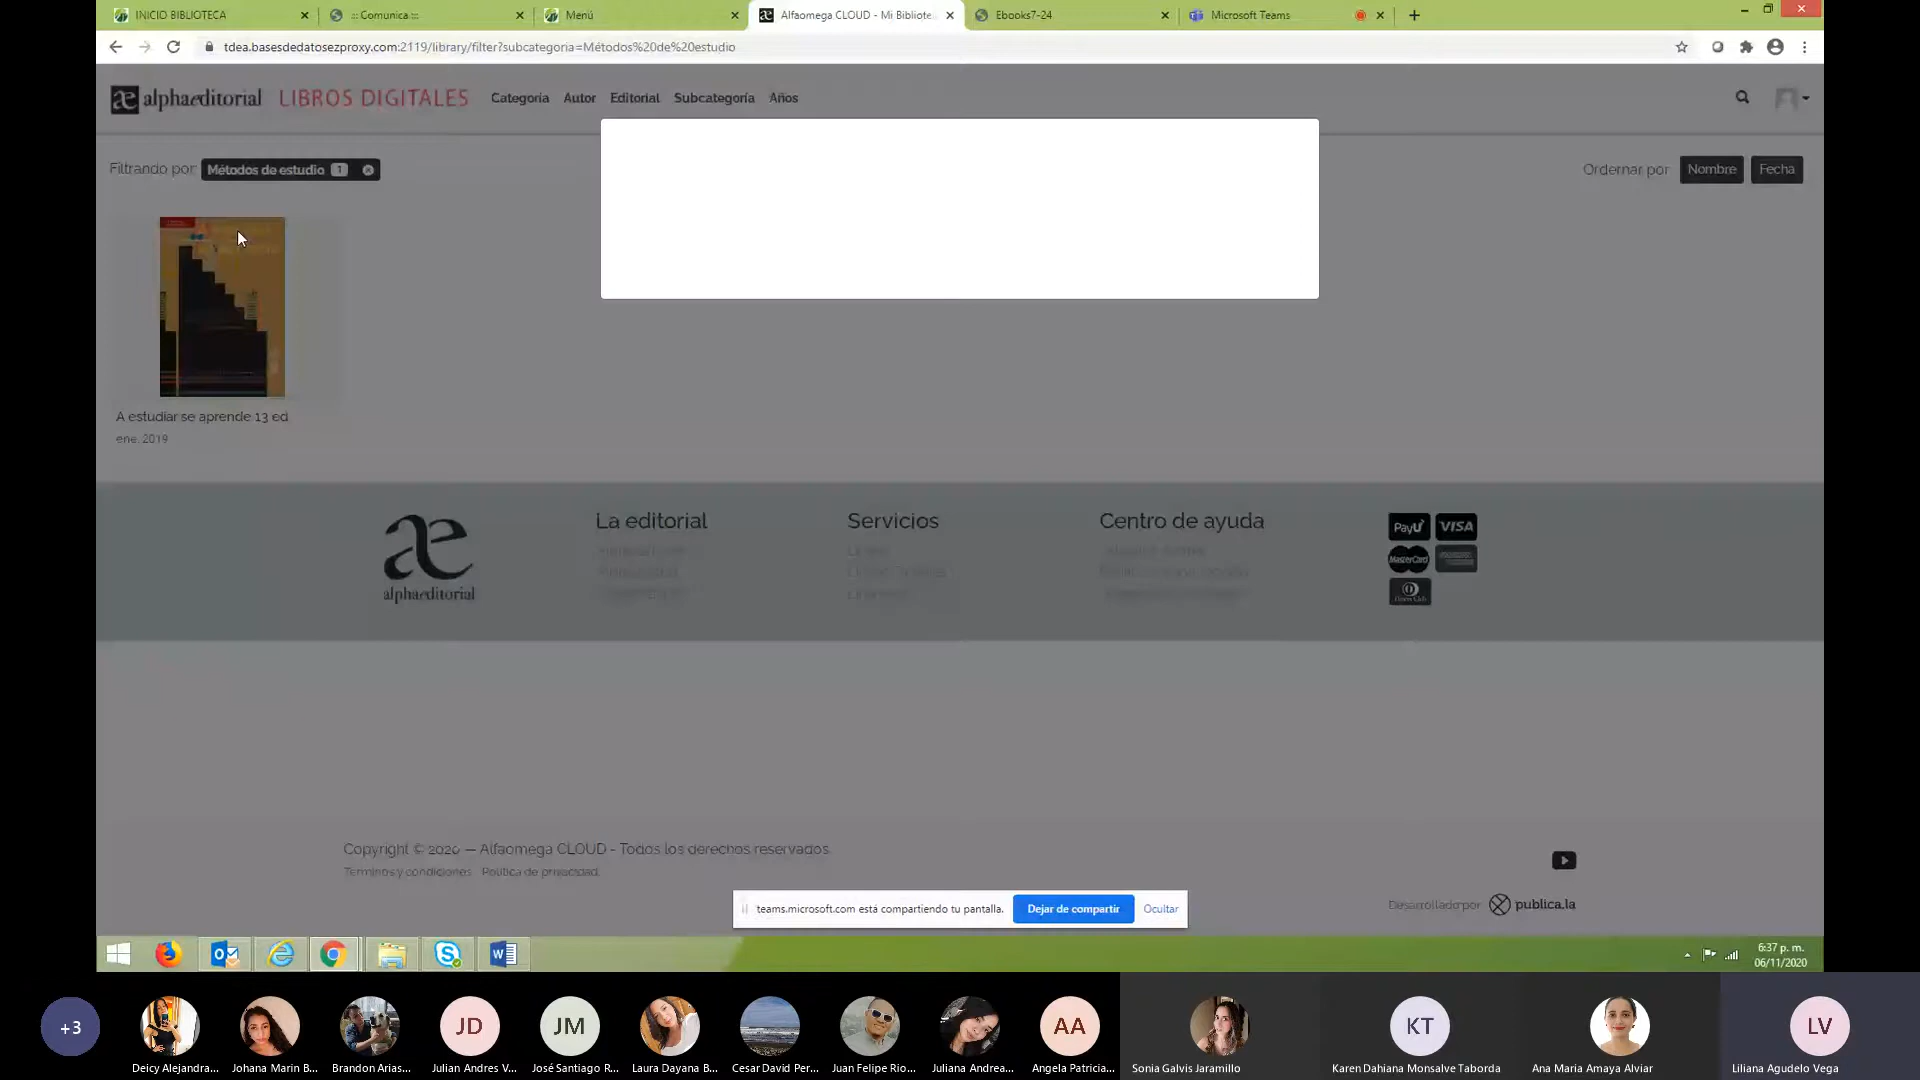 INICIO BIBLIOTECA
.:: Comunica ::.
Menú
Alfaomega CLOUD - Mi Bibliote
Ebooks7-24
Microsoft Teams
tdea.basesdedatosezproxy.com:2119/library/filter?subcategoria=Métodos%20de%20estudio
alphaeditorial LIBROS DIGITALES Categoría Autor Editorial Subcategoría Años
Filtrando por: Métodos de estudio 1
Ordernar por Nombre Fecha
A estudiar se aprende 13 ed
ene. 2019
La editorial
Servicios
Centro de ayuda
PayU VISA
MasterCard
alphaeditorial
Copyright © 2020 — Alfaomega CLOUD - Todos los derechos reservados.
Términos y condiciones Política de privacidad
Desarrollado por publica.la
teams.microsoft.com está compartiendo tu pantalla. Dejar de compartir Ocultar
6:37 p. m.
06/11/2020
+3
JD
JM
AA
KT
LV
Deicy Alejandra...
Johana Marin B...
Brandon Arias...
Julian Andres V...
José Santiago R...
Laura Dayana B...
Cesar David Per...
Juan Felipe Rio...
Juliana Andrea...
Angela Patricia...
Sonia Galvis Jaramillo
Karen Dahiana Monsalve Taborda
Ana Maria Amaya Alviar
Liliana Agudelo Vega